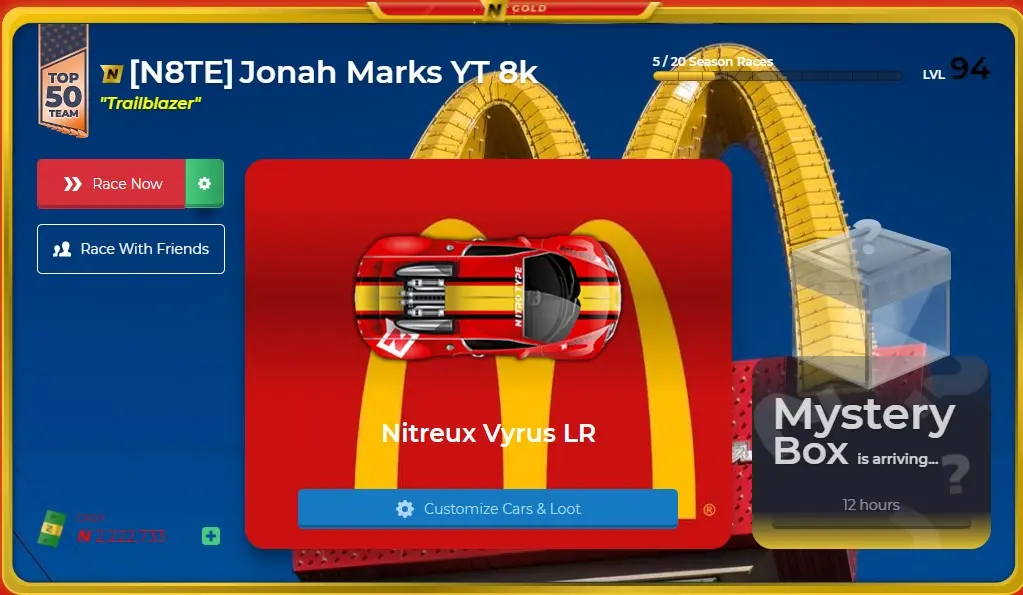 N GOLD
TOP
50
TEAM
N [N8TE] Jonah Marks YT 8k
"Trailblazer"
5 / 20 Season Races
LVL 94
Race Now
Race With Friends
NITRO TYPE
N
Nitreux Vyrus LR
Customize Cars & Loot
®
?
Mystery
Box is arriving...
?
12 hours
CASH
N 2,222,733